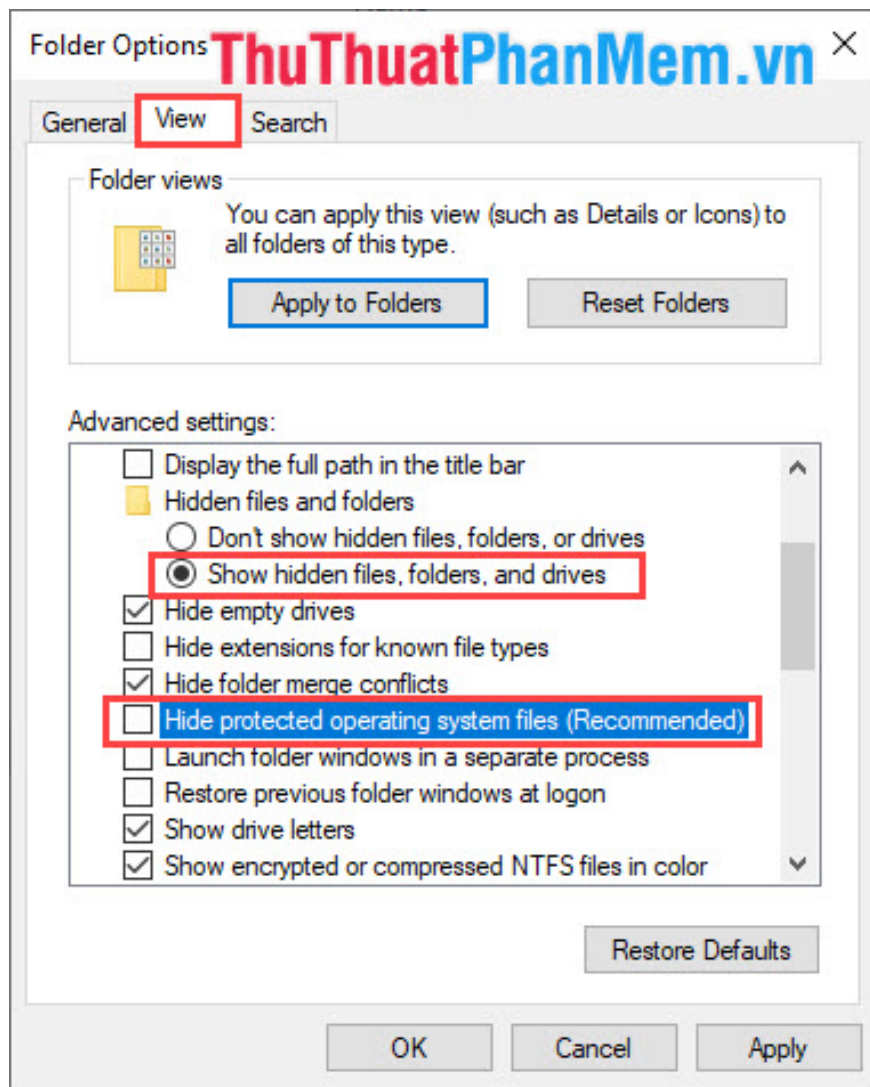 Folder Options
ThuThuatPhanMem.vn
General View Search
Folder views
You can apply this view (such as Details or Icons) to
all folders of this type.
Apply to Folders Reset Folders
Advanced settings:
Display the full path in the title bar
Hidden files and folders
Don't show hidden files, folders, or drives
Show hidden files, folders, and drives
Hide empty drives
Hide extensions for known file types
Hide folder merge conflicts
Hide protected operating system files (Recommended)
Launch folder windows in a separate process
Restore previous folder windows at logon
Show drive letters
Show encrypted or compressed NTFS files in color
Restore Defaults
OK Cancel Apply